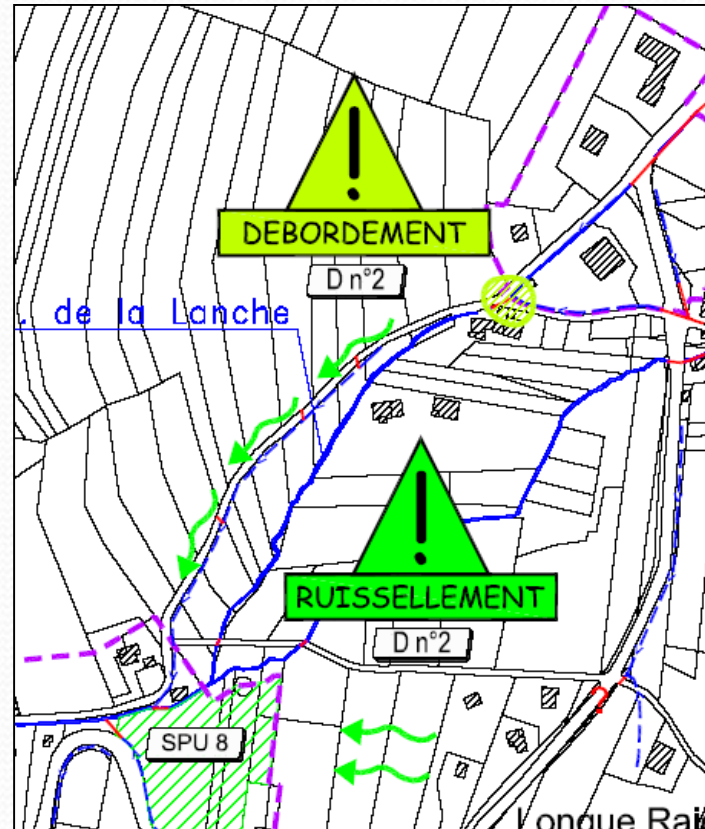 !
DEBORDEMENT
D n°2
. de la Lanche
!
RUISSELLEMENT
D n°2
SPU 8
?
Longue Rai